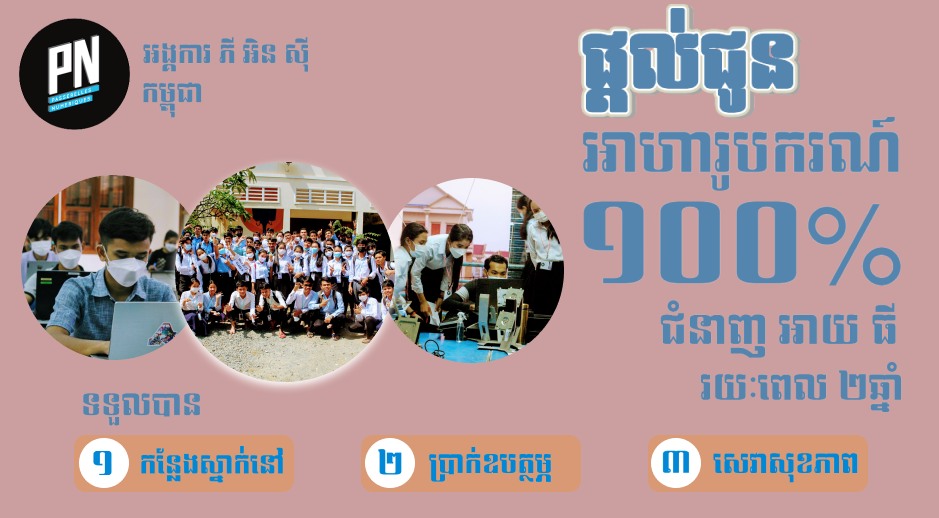 PN
PASSERELLES
NUMERIQUES
អង្គការ ភី អិន ស៊ី
កម្ពុជា
ផ្តល់ជូន
អាហារូបករណ៍
១០០%
ជំនាញ អាយ ធី
រយៈពេល ២ឆ្នាំ
ទទួលបាន
១ កន្លែងស្នាក់នៅ
២ ប្រាក់ឧបត្ថម្ភ
៣ សេវាសុខភាព